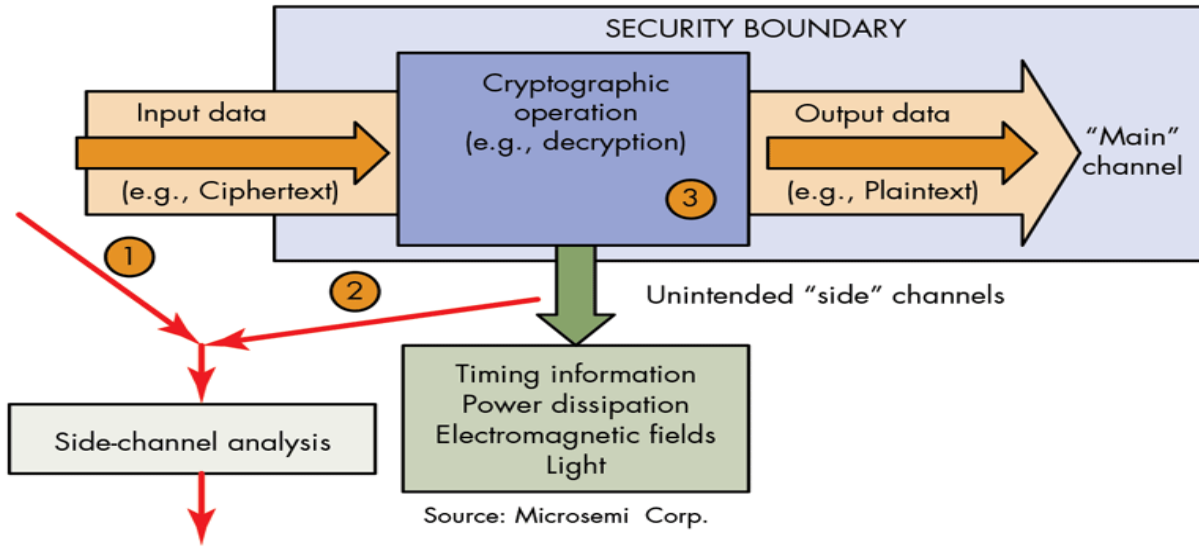 SECURITY BOUNDARY
Input data
(e.g., Ciphertext)
Cryptographic
operation
(e.g., decryption)
3
Output data
(e.g., Plaintext)
“Main”
channel
1
2
Unintended “side” channels
Timing information
Power dissipation
Electromagnetic fields
Light
Side-channel analysis
Source: Microsemi Corp.